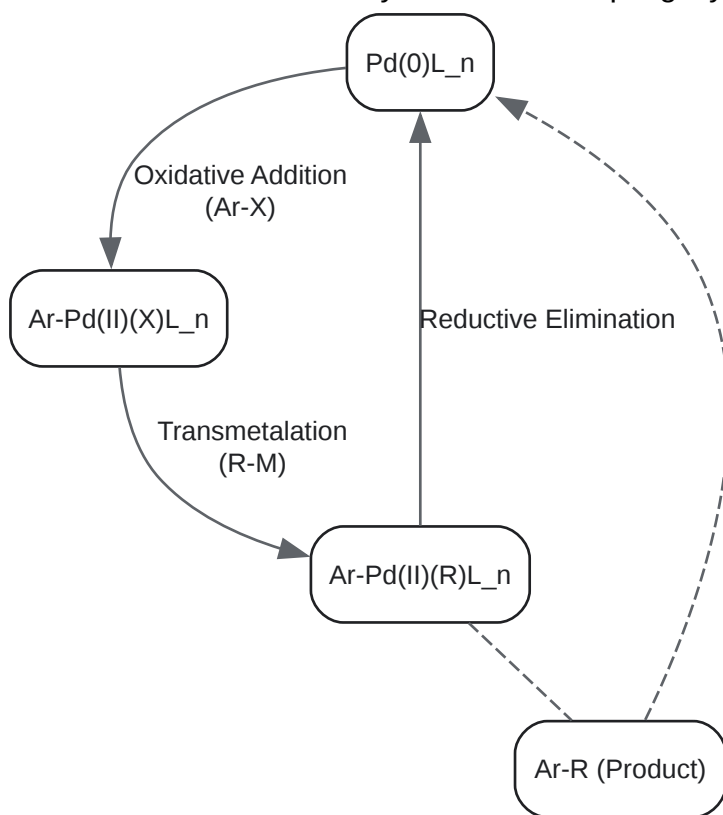 Pd(0)L_n
Oxidative Addition
(Ar-X)
Ar-Pd(II)(X)L_n
Reductive Elimination
Transmetalation
(R-M)
Ar-Pd(II)(R)L_n
Ar-R (Product)